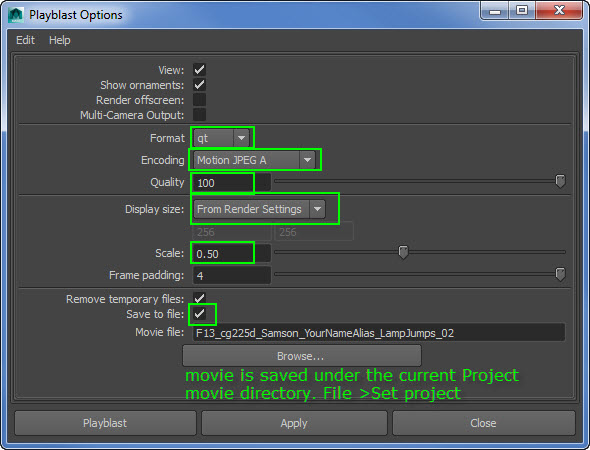 Playblast Options
Edit Help
View:
Show ornaments:
Render offscreen:
Multi-Camera Output:
Format qt
Encoding Motion JPEG A
Quality 100
Display size: From Render Settings
256 256
Scale: 0.50
Frame padding: 4
Remove temporary files:
Save to file:
Movie file: F13_cg225d_Samson_YourNameAlias_LampJumps_02
Browse...
movie is saved under the current Project
movie directory. File >Set project
Playblast Apply Close